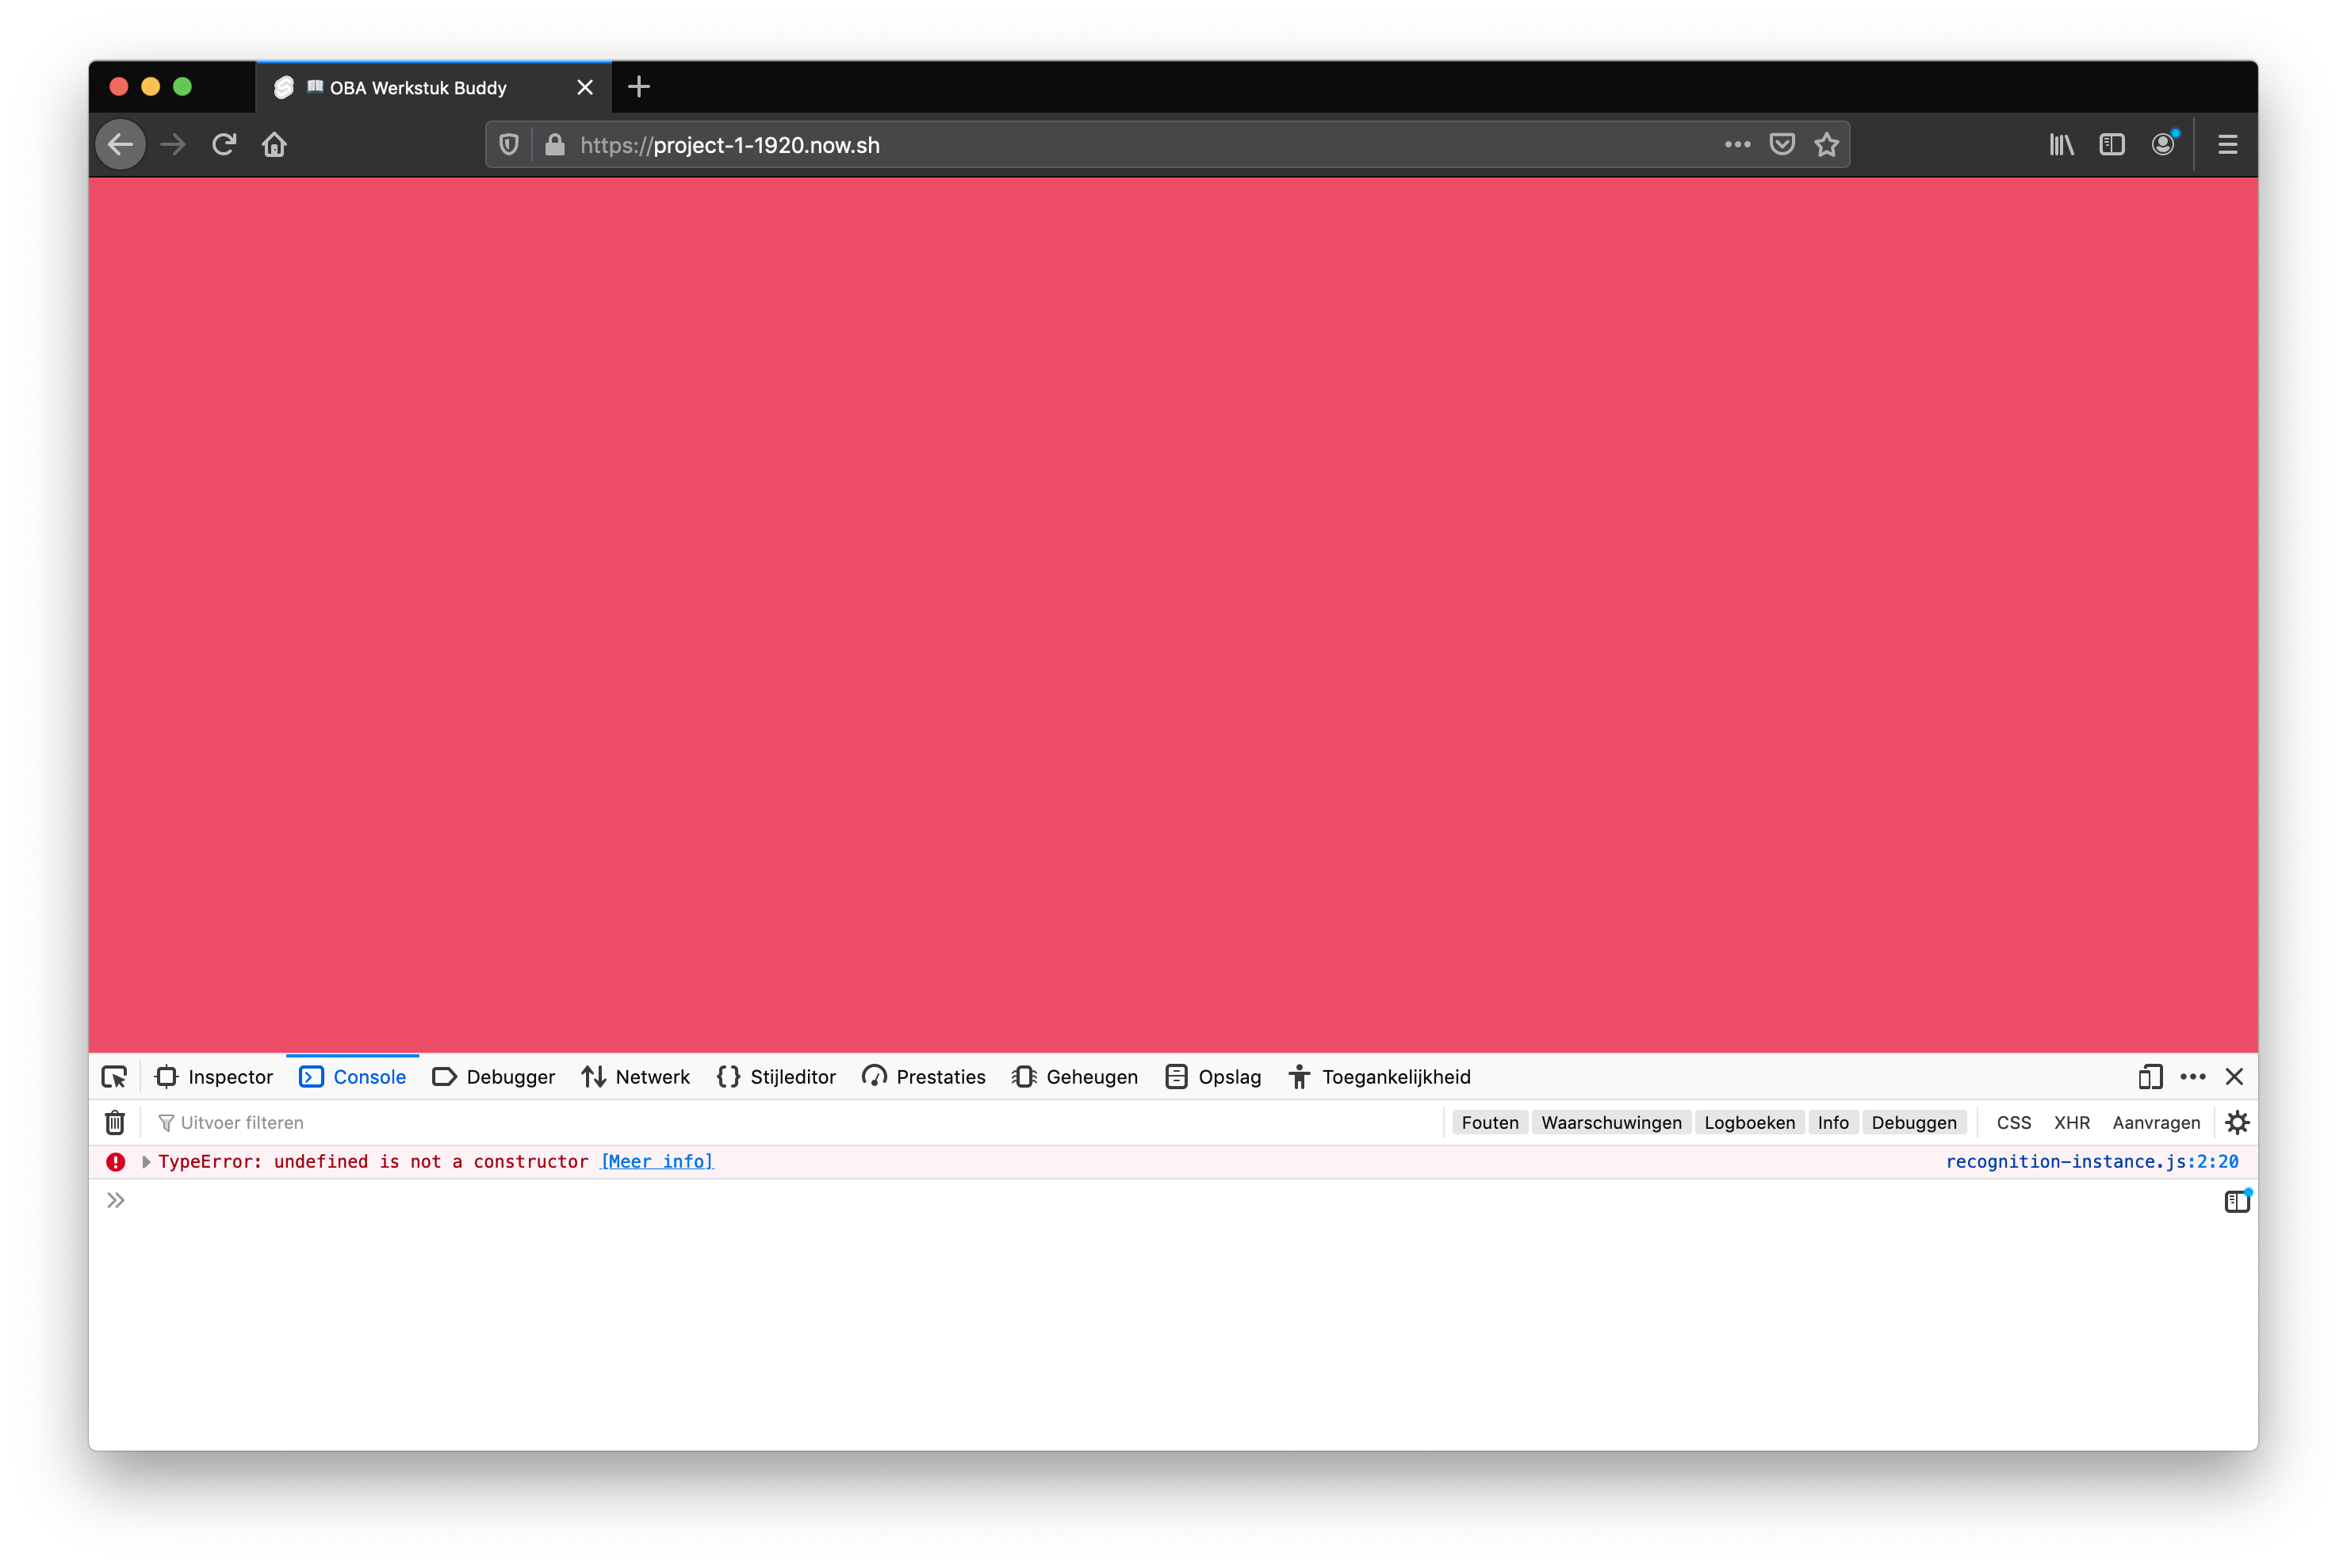 📖 OBA Werkstuk Buddy
https://project-1-1920.now.sh
Inspector Console Debugger Netwerk Stijleditor Prestaties Geheugen Opslag Toegankelijkheid
Uitvoer filteren Fouten Waarschuwingen Logboeken Info Debuggen CSS XHR Aanvragen
TypeError: undefined is not a constructor [Meer info] recognition-instance.js:2:20